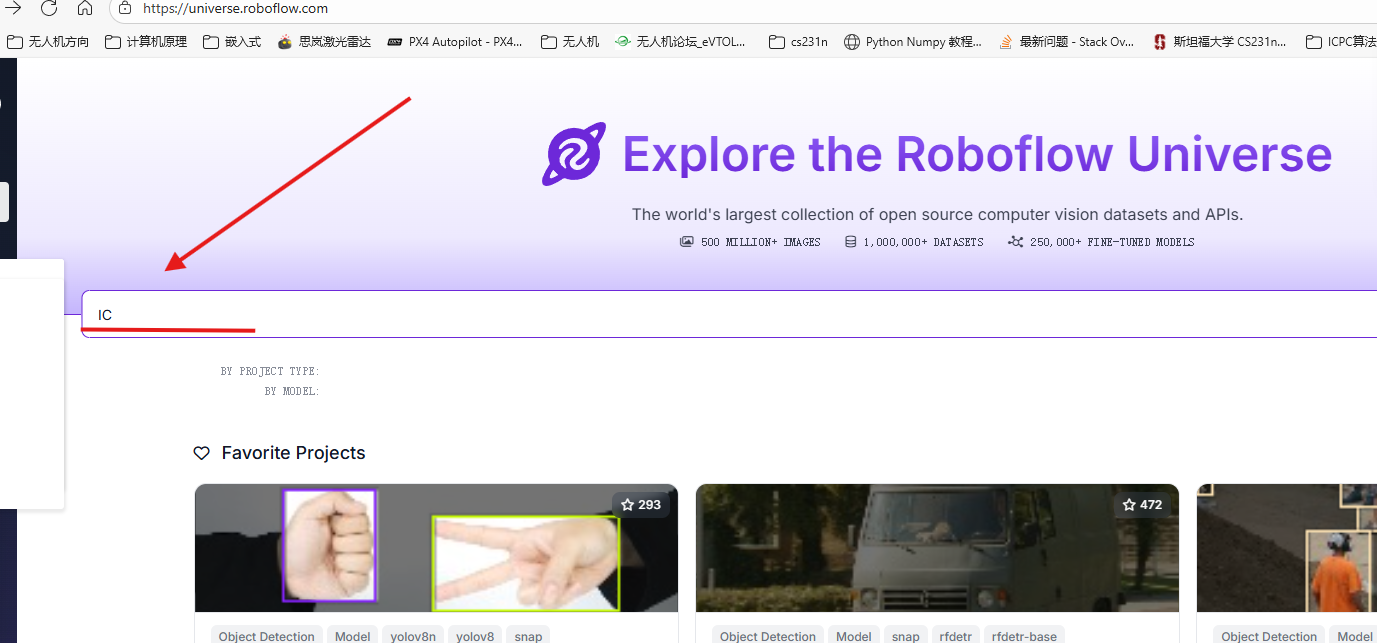 https://universe.roboflow.com
无人机方向 计算机原理 嵌入式 思岚激光雷达 PX4 Autopilot - PX4... 无人机 无人机论坛_eVTOL... cs231n Python Numpy 教程... 最新问题 - Stack Ov... 斯坦福大学 CS231n... ICPC算法
Explore the Roboflow Universe
The world's largest collection of open source computer vision datasets and APIs.
500 MILLION+ IMAGES 1,000,000+ DATASETS 250,000+ FINE-TUNED MODELS
IC
BY PROJECT TYPE:
BY MODEL:
Favorite Projects
293 472
Object Detection Model yolov8n yolov8 snap Object Detection Model snap rfdetr rfdetr-base Object Detection Model